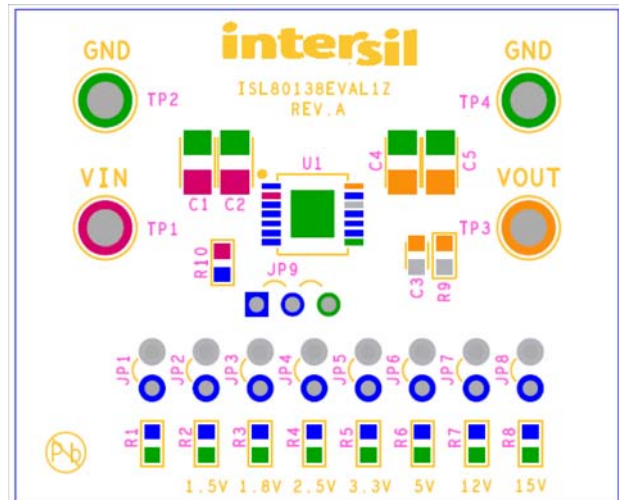 intersil
GND
GND
ISL80138EVAL1Z
REV.A
TP2
TP4
U1
C4
C5
VIN
VOUT
C1
C2
TP1
TP3
R10
JP9
C3
R9
JP1
JP2
JP3
JP4
JP5
JP6
JP7
JP8
R1
R2
R3
R4
R5
R6
R7
R8
Pb
1.5V 1.8V 2.5V 3.3V 5V 12V 15V